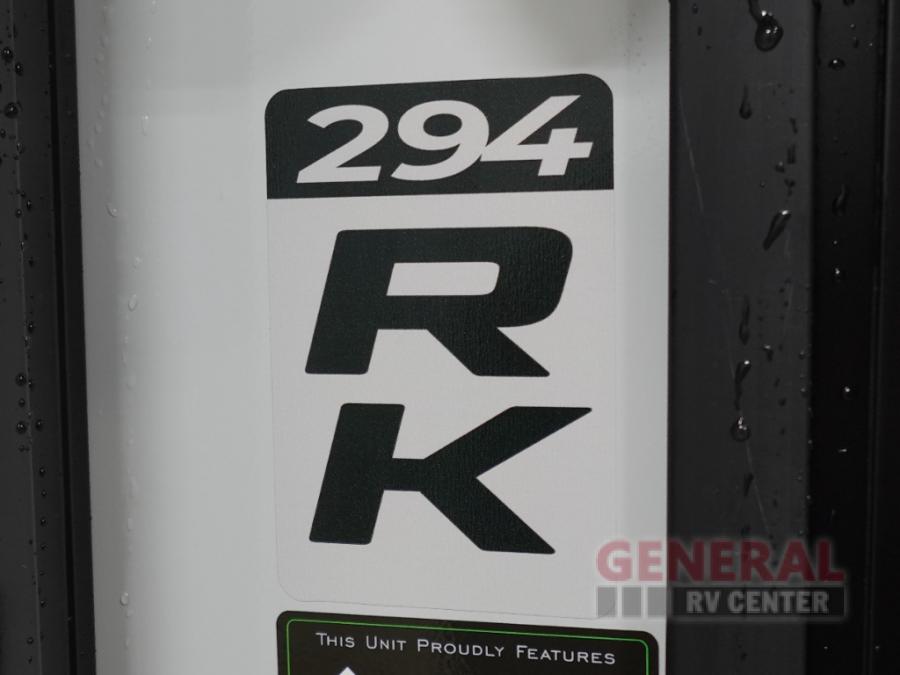 294
R
K
GENERAL
RV CENTER
THIS UNIT PROUDLY FEATURES